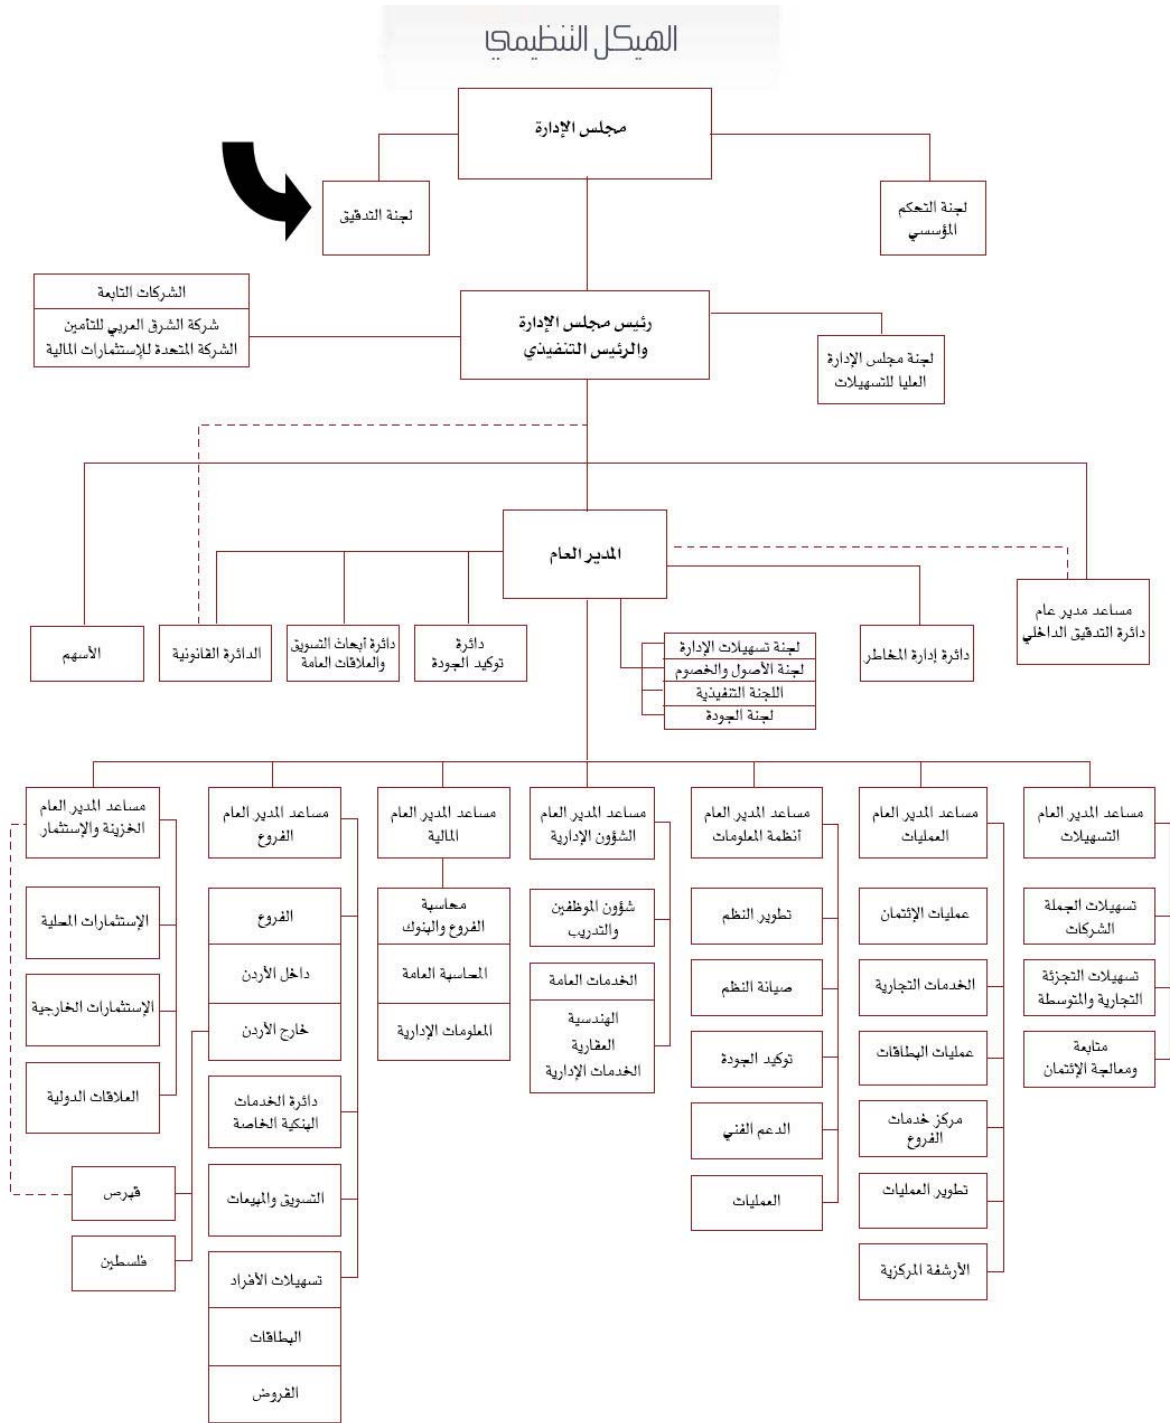 الهيكل التنظيمي
مجلس الإدارة
لجنة التحكم
المؤسسي
لجنة التدقيق
رئيس مجلس الإدارة
والرئيس التنفيذي
الشركات التابعة
شركة الشرق العربي للتأمين
الشركة المتحدة للإستثمارات المالية
لجنة مجلس الإدارة
العليا للتسهيلات
المدير العام
مساعد مدير عام
دائرة التدقيق الداخلي
دائرة إدارة المخاطر
لجنة تسهيلات الإدارة
لجنة الأصول والخصوم
اللجنة التنفيذية
لجنة الجودة
دائرة
توكيد الجودة
دائرة أبحاث التسويق
والعلاقات العامة
الدائرة القانونية
الأسهم
مساعد المدير العام
التسهيلات
تسهيلات الجملة
الشركات
تسهيلات التجزئة
التجارية والمتوسطة
متابعة
ومعالجة الإئتمان
مساعد المدير العام
العمليات
عمليات الإئتمان
الخدمات التجارية
عمليات البطاقات
مركز خدمات
الفروع
تطوير العمليات
الأرشفة المركزية
مساعد المدير العام
أنظمة المعلومات
تطوير النظم
صيانة النظم
توكيد الجودة
الدعم الفني
العمليات
مساعد المدير العام
الشؤون الإدارية
شؤون الموظفين
والتدريب
الخدمات العامة
الهندسية
العقارية
الخدمات الإدارية
مساعد المدير العام
المالية
محاسبة
الفروع والبنوك
المحاسبة العامة
المعلومات الإدارية
مساعد المدير العام
الفروع
الفروع
داخل الأردن
خارج الأردن
دائرة الخدمات
البنكية الخاصة
التسويق والمبيعات
تسهيلات الأفراد
البطاقات
القروض
مساعد المدير العام
الخزينة والإستثمار
الإستثمارات المحلية
الإستثمارات الخارجية
العلاقات الدولية
قبرص
فلسطين